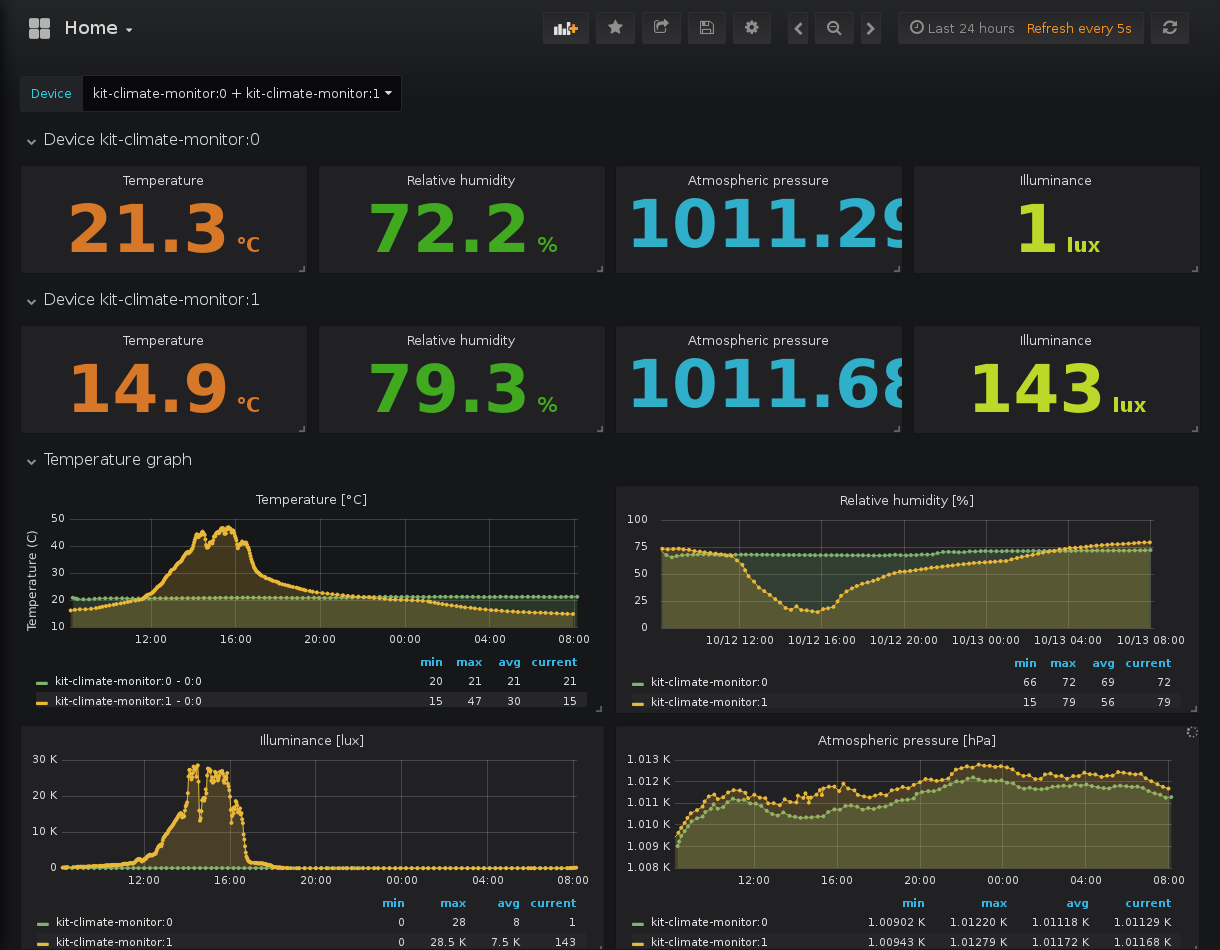 Home
Last 24 hours Refresh every 5s
Device kit-climate-monitor:0 + kit-climate-monitor:1
Device kit-climate-monitor:0
Temperature Relative humidity Atmospheric pressure Illuminance
21.3 °C 72.2 % 1011.29 1 lux
Device kit-climate-monitor:1
Temperature Relative humidity Atmospheric pressure Illuminance
14.9 °C 79.3 % 1011.68 143 lux
Temperature graph
Temperature [°C]
Temperature (C)
50
40
30
20
10
12:00 16:00 20:00 00:00 04:00 08:00
min max avg current
kit-climate-monitor:0 - 0:0 20 21 21 21
kit-climate-monitor:1 - 0:0 15 47 30 15
Relative humidity [%]
100
75
50
25
0
10/12 12:00 10/12 16:00 10/12 20:00 10/13 00:00 10/13 04:00 10/13 08:00
min max avg current
kit-climate-monitor:0 66 72 69 72
kit-climate-monitor:1 15 79 56 79
Illuminance [lux]
30 K
20 K
10 K
0
12:00 16:00 20:00 00:00 04:00 08:00
min max avg current
kit-climate-monitor:0 0 28 8 1
kit-climate-monitor:1 0 28.5 K 7.5 K 143
Atmospheric pressure [hPa]
1.013 K
1.012 K
1.011 K
1.010 K
1.009 K
1.008 K
12:00 16:00 20:00 00:00 04:00 08:00
min max avg current
kit-climate-monitor:0 1.00902 K 1.01220 K 1.01118 K 1.01129 K
kit-climate-monitor:1 1.00943 K 1.01279 K 1.01172 K 1.01168 K